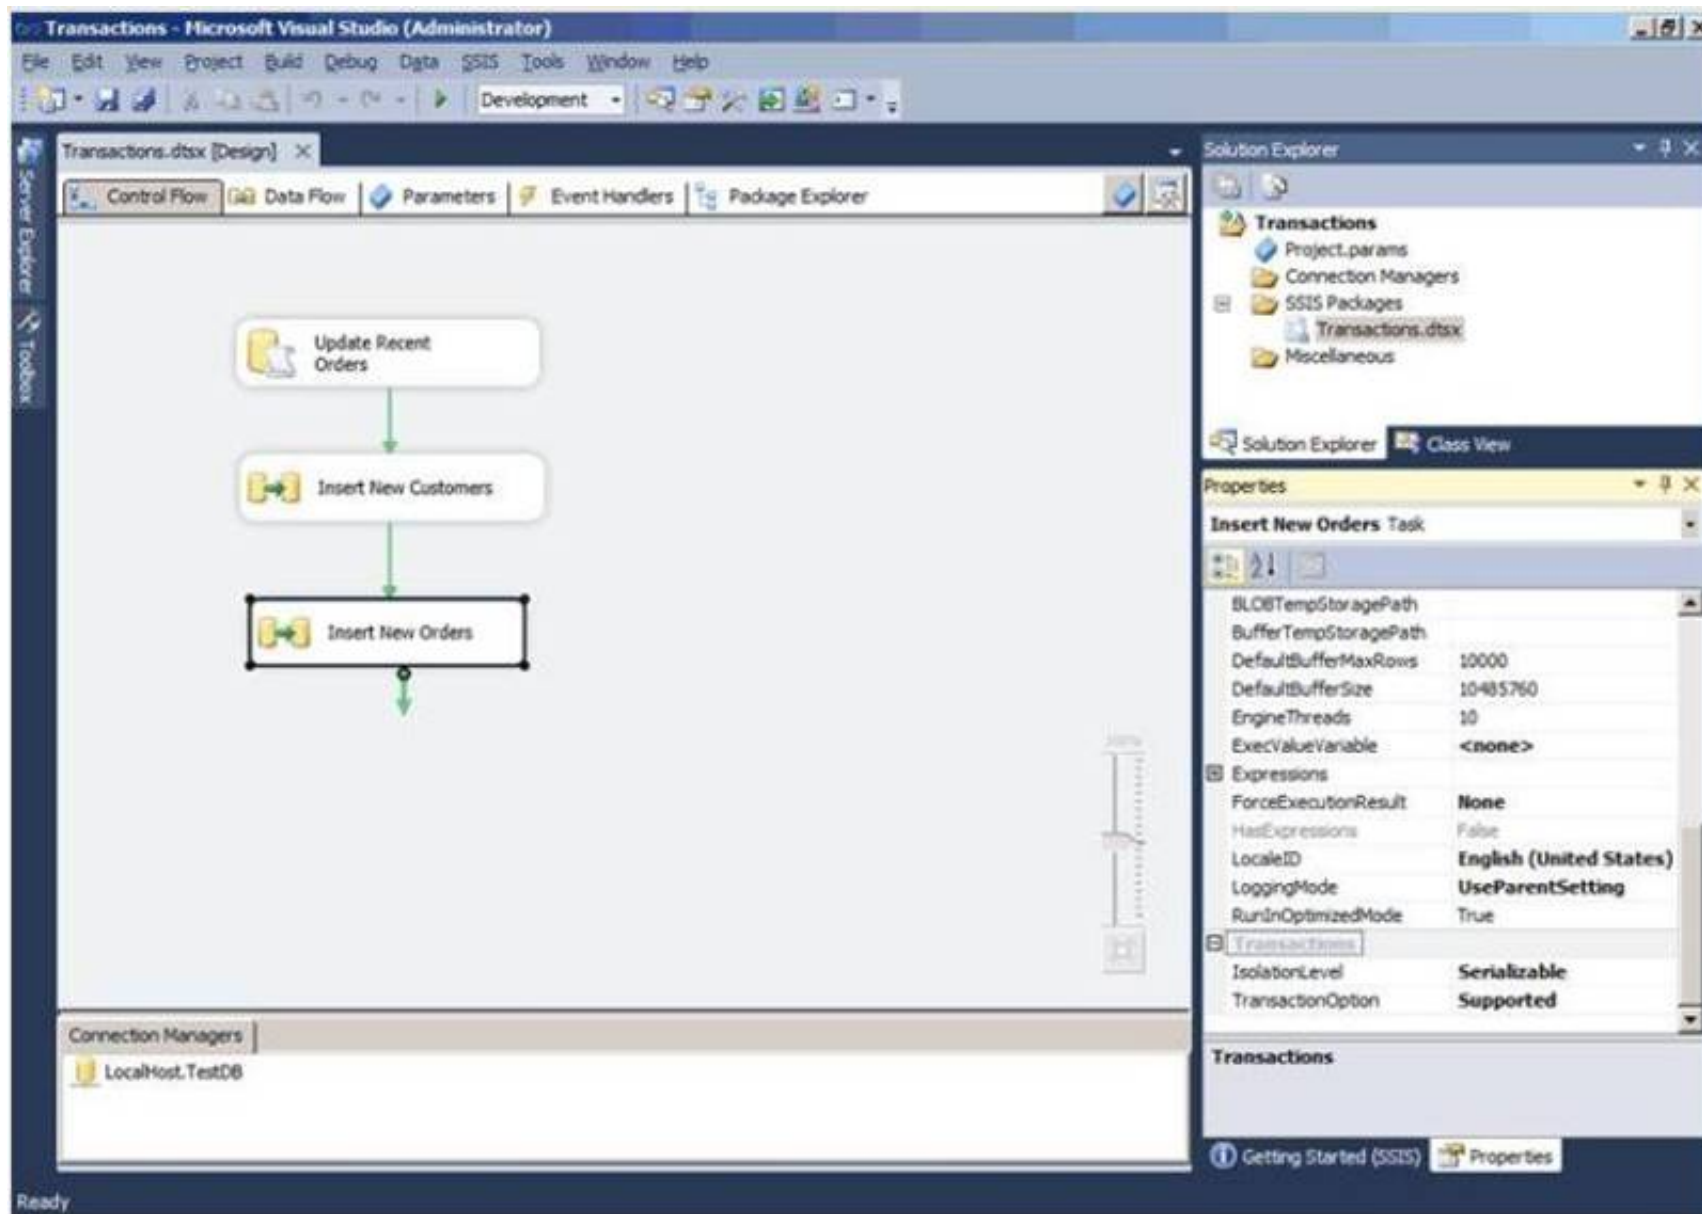 Transactions - Microsoft Visual Studio (Administrator)
File Edit View Project Build Debug Data SSIS Tools Window Help
Development
Server Explorer
Toolbox
Transactions.dtsx [Design]
Control Flow Data Flow Parameters Event Handlers Package Explorer
Update Recent
Orders
Insert New Customers
Insert New Orders
Connection Managers
LocalHost.TestDB
Solution Explorer
Transactions
Project.params
Connection Managers
SSIS Packages
Transactions.dtsx
Miscellaneous
Solution Explorer Class View
Properties
Insert New Orders Task
BLOBTempStoragePath
BufferTempStoragePath
DefaultBufferMaxRows 10000
DefaultBufferSize 10485760
EngineThreads 10
ExecValueVariable <none>
Expressions
ForceExecutionResult None
HasExpressions False
LocaleID English (United States)
LoggingMode UseParentSetting
RunInOptimizedMode True
Transactions
IsolationLevel Serializable
TransactionOption Supported
Transactions
Getting Started (SSIS) Properties
Ready